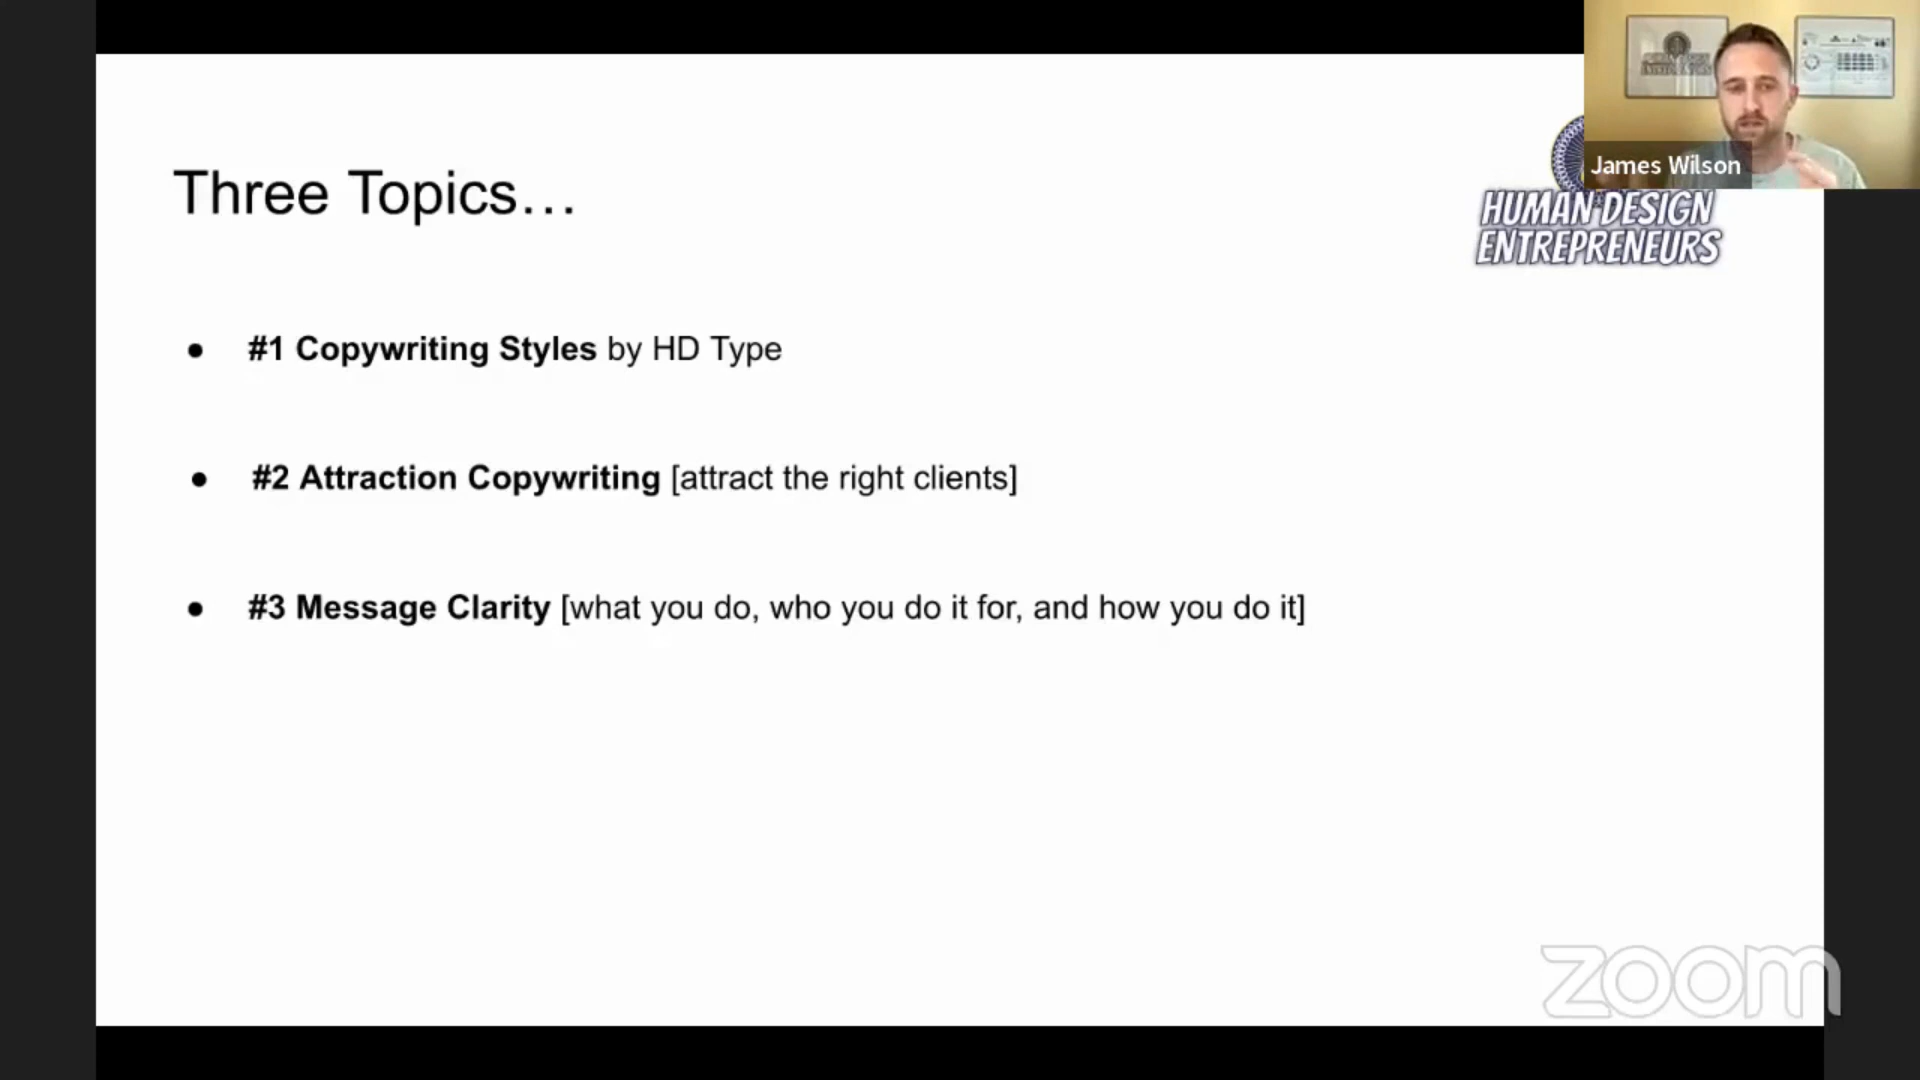 Three Topics…
James Wilson
HUMAN DESIGN
ENTREPRENEURS
● #1 Copywriting Styles by HD Type
● #2 Attraction Copywriting [attract the right clients]
● #3 Message Clarity [what you do, who you do it for, and how you do it]
zoom